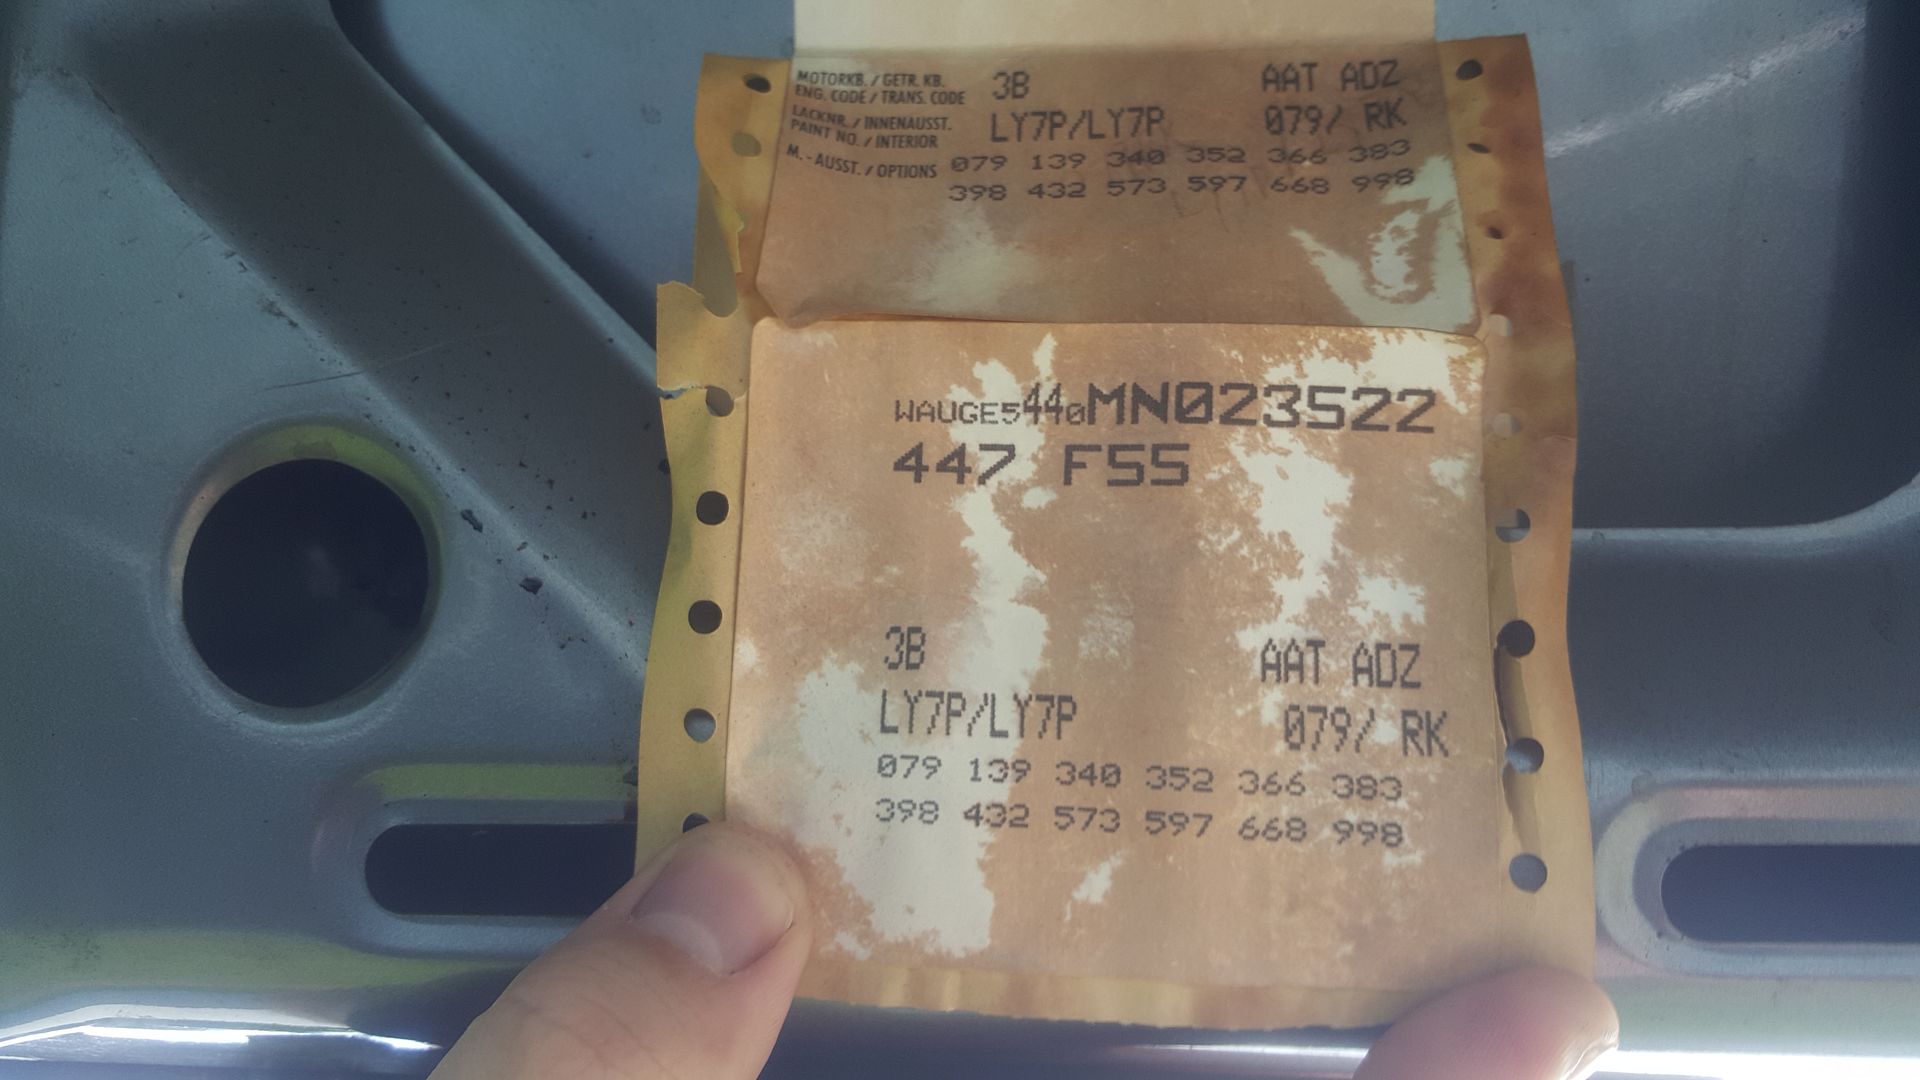 MOTORKB. / GETR. KB. 3B AAT ADZ
ENG. CODE / TRANS. CODE
LACKNR. / INNENAUSST. LY7P/LY7P 079/ RK
PAINT NO. / INTERIOR
M. - AUSST. / OPTIONS 079 139 340 352 366 383
398 432 573 597 668 998
WAUGE5440MN023522
447 F55
3B AAT ADZ
LY7P/LY7P 079/ RK
079 139 340 352 366 383
398 432 573 597 668 998